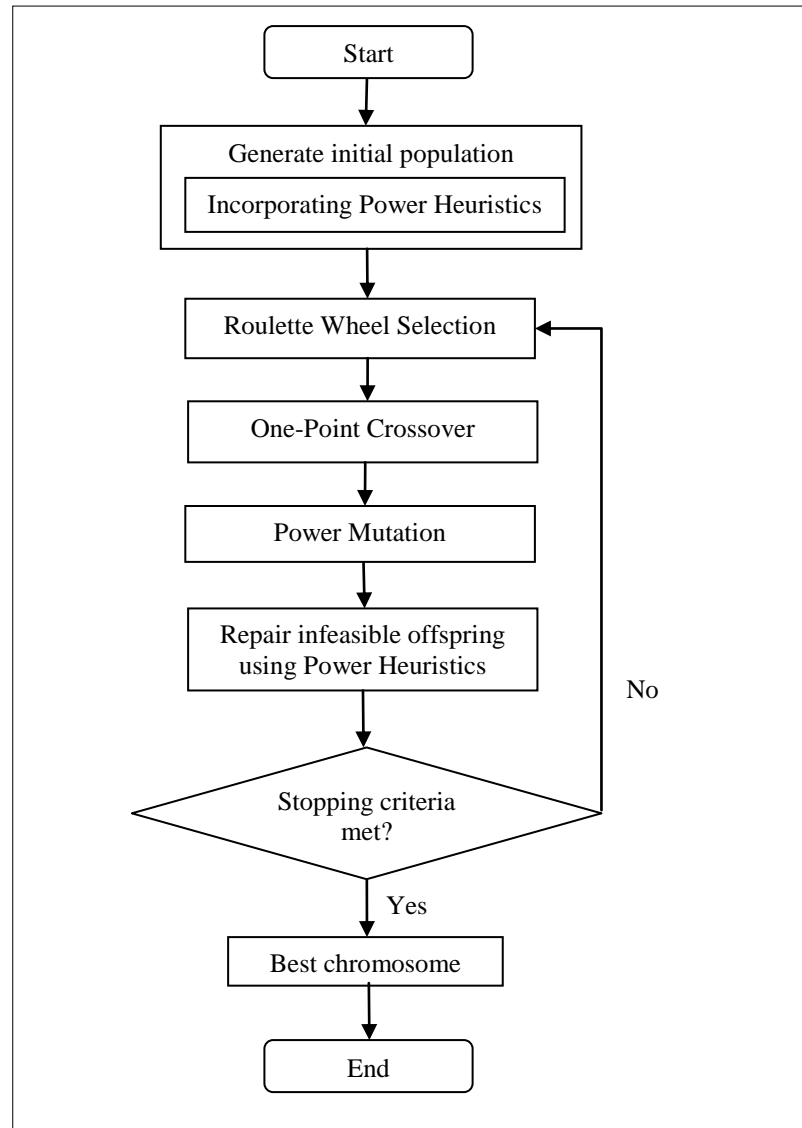 Start
Generate initial population
Incorporating Power Heuristics
Roulette Wheel Selection
One-Point Crossover
Power Mutation
Repair infeasible offspring
using Power Heuristics
No
Stopping criteria
met?
Yes
Best chromosome
End